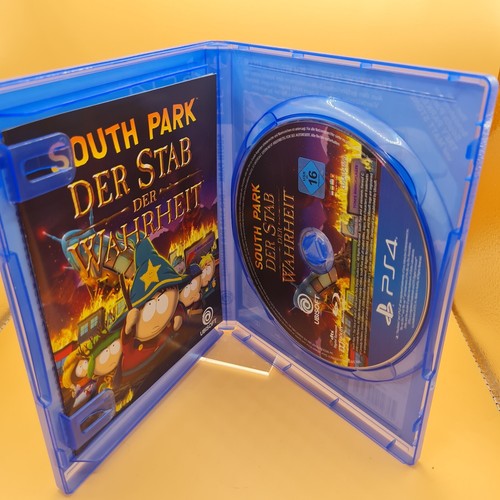 SOUTH PARK
DER STAB
DER
WAHRHEIT
UBISOFT
SOUTH PARK
DER STAB
DER
WAHRHEIT
16
UBISOFT
PS4